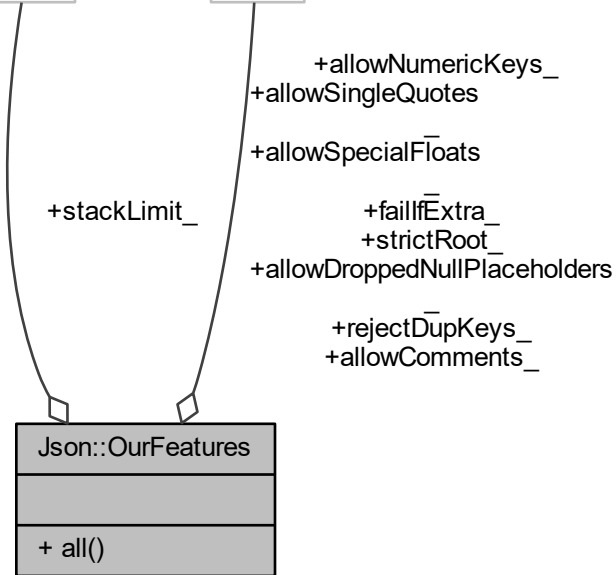 +allowNumericKeys_
+allowSingleQuotes
_
+allowSpecialFloats
_
+stackLimit_
+failIfExtra_
+strictRoot_
+allowDroppedNullPlaceholders
_
+rejectDupKeys_
+allowComments_
Json::OurFeatures
+ all()